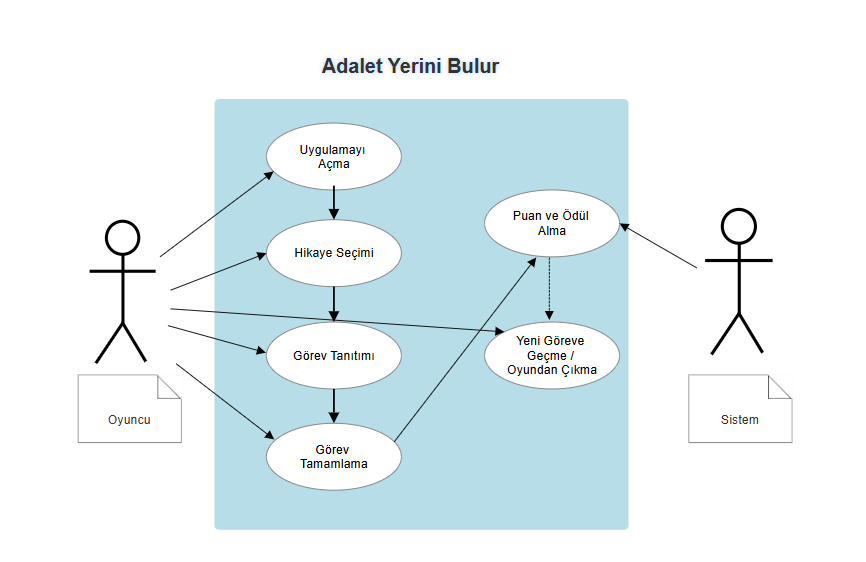 Adalet Yerini Bulur
Uygulamayı
Açma
Hikaye Seçimi
Görev Tanıtımı
Görev
Tamamlama
Puan ve Ödül
Alma
Yeni Göreve
Geçme /
Oyundan Çıkma
Oyuncu
Sistem